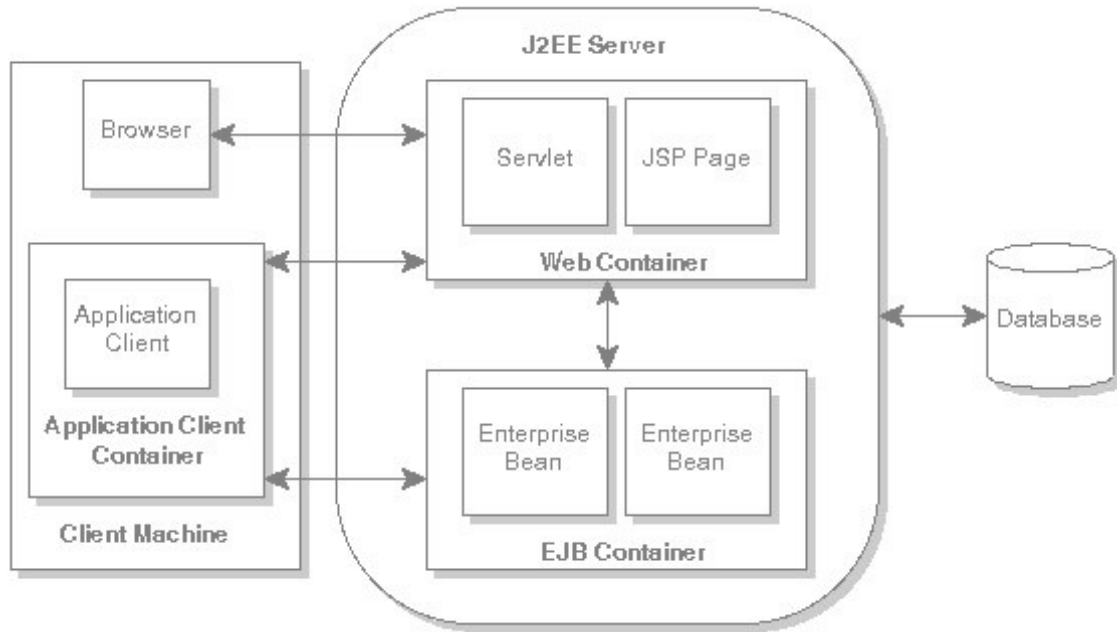 J2EE Server
Browser
Servlet
JSP Page
Web Container
Application
Client
Application Client
Container
Client Machine
Enterprise
Bean
Enterprise
Bean
EJB Container
Database